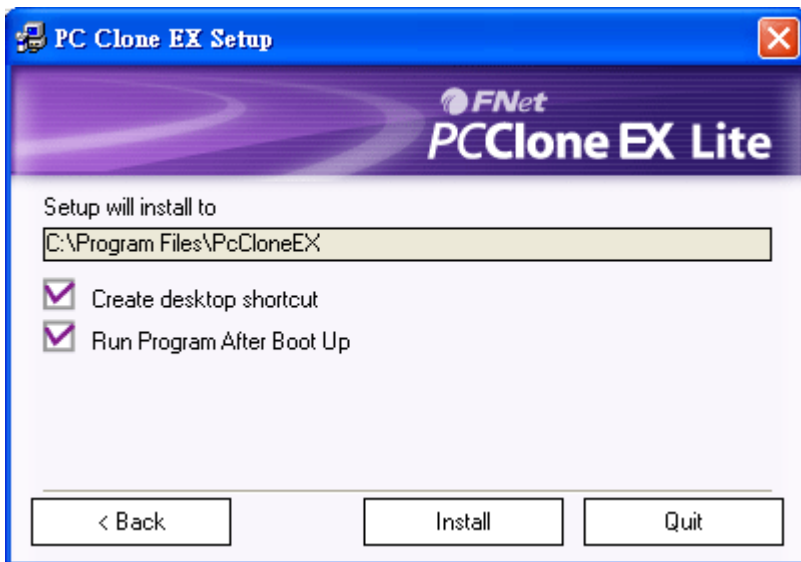 PC Clone EX Setup
FNet
PCClone EX Lite
Setup will install to
C:\Program Files\PcCloneEX
Create desktop shortcut
Run Program After Boot Up
< Back
Install
Quit